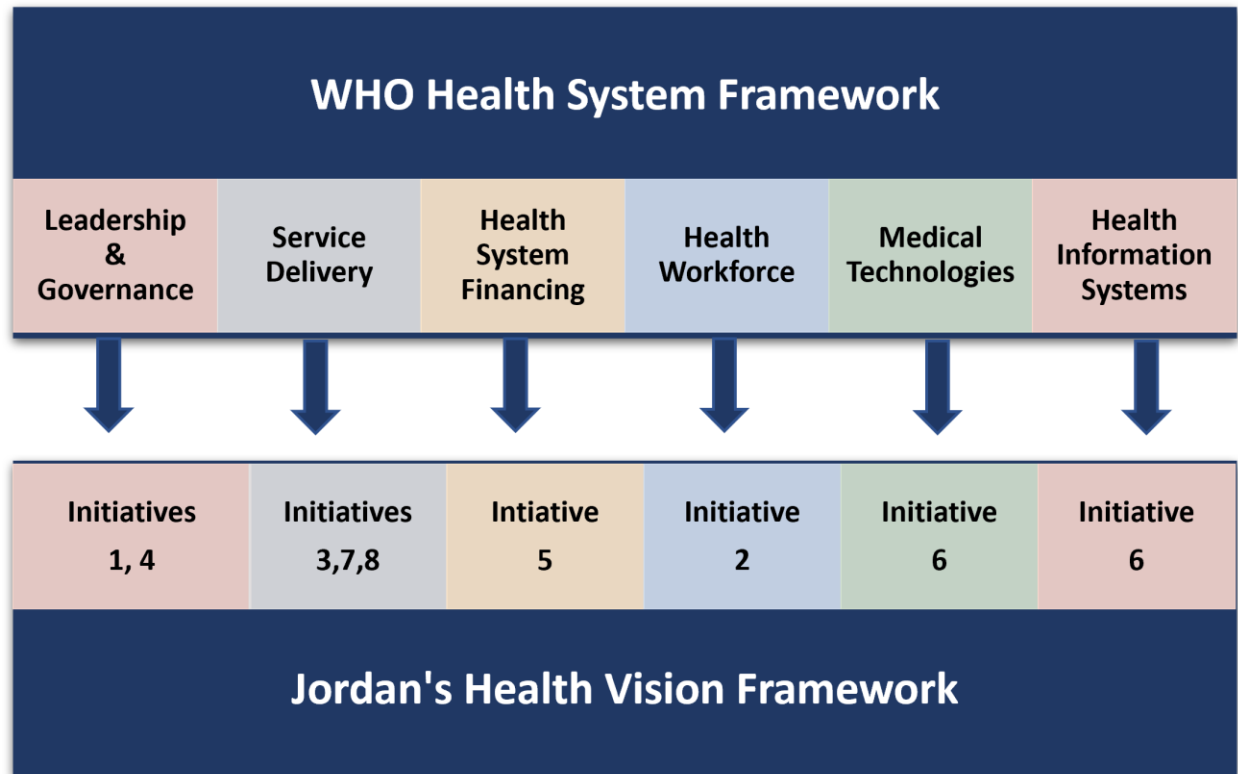 WHO Health System Framework
Leadership
&
Governance
Service
Delivery
Health
System
Financing
Health
Workforce
Medical
Technologies
Health
Information
Systems
Initiatives
1, 4
Initiatives
3,7,8
Intiative
5
Initiative
2
Initiative
6
Initiative
6
Jordan's Health Vision Framework